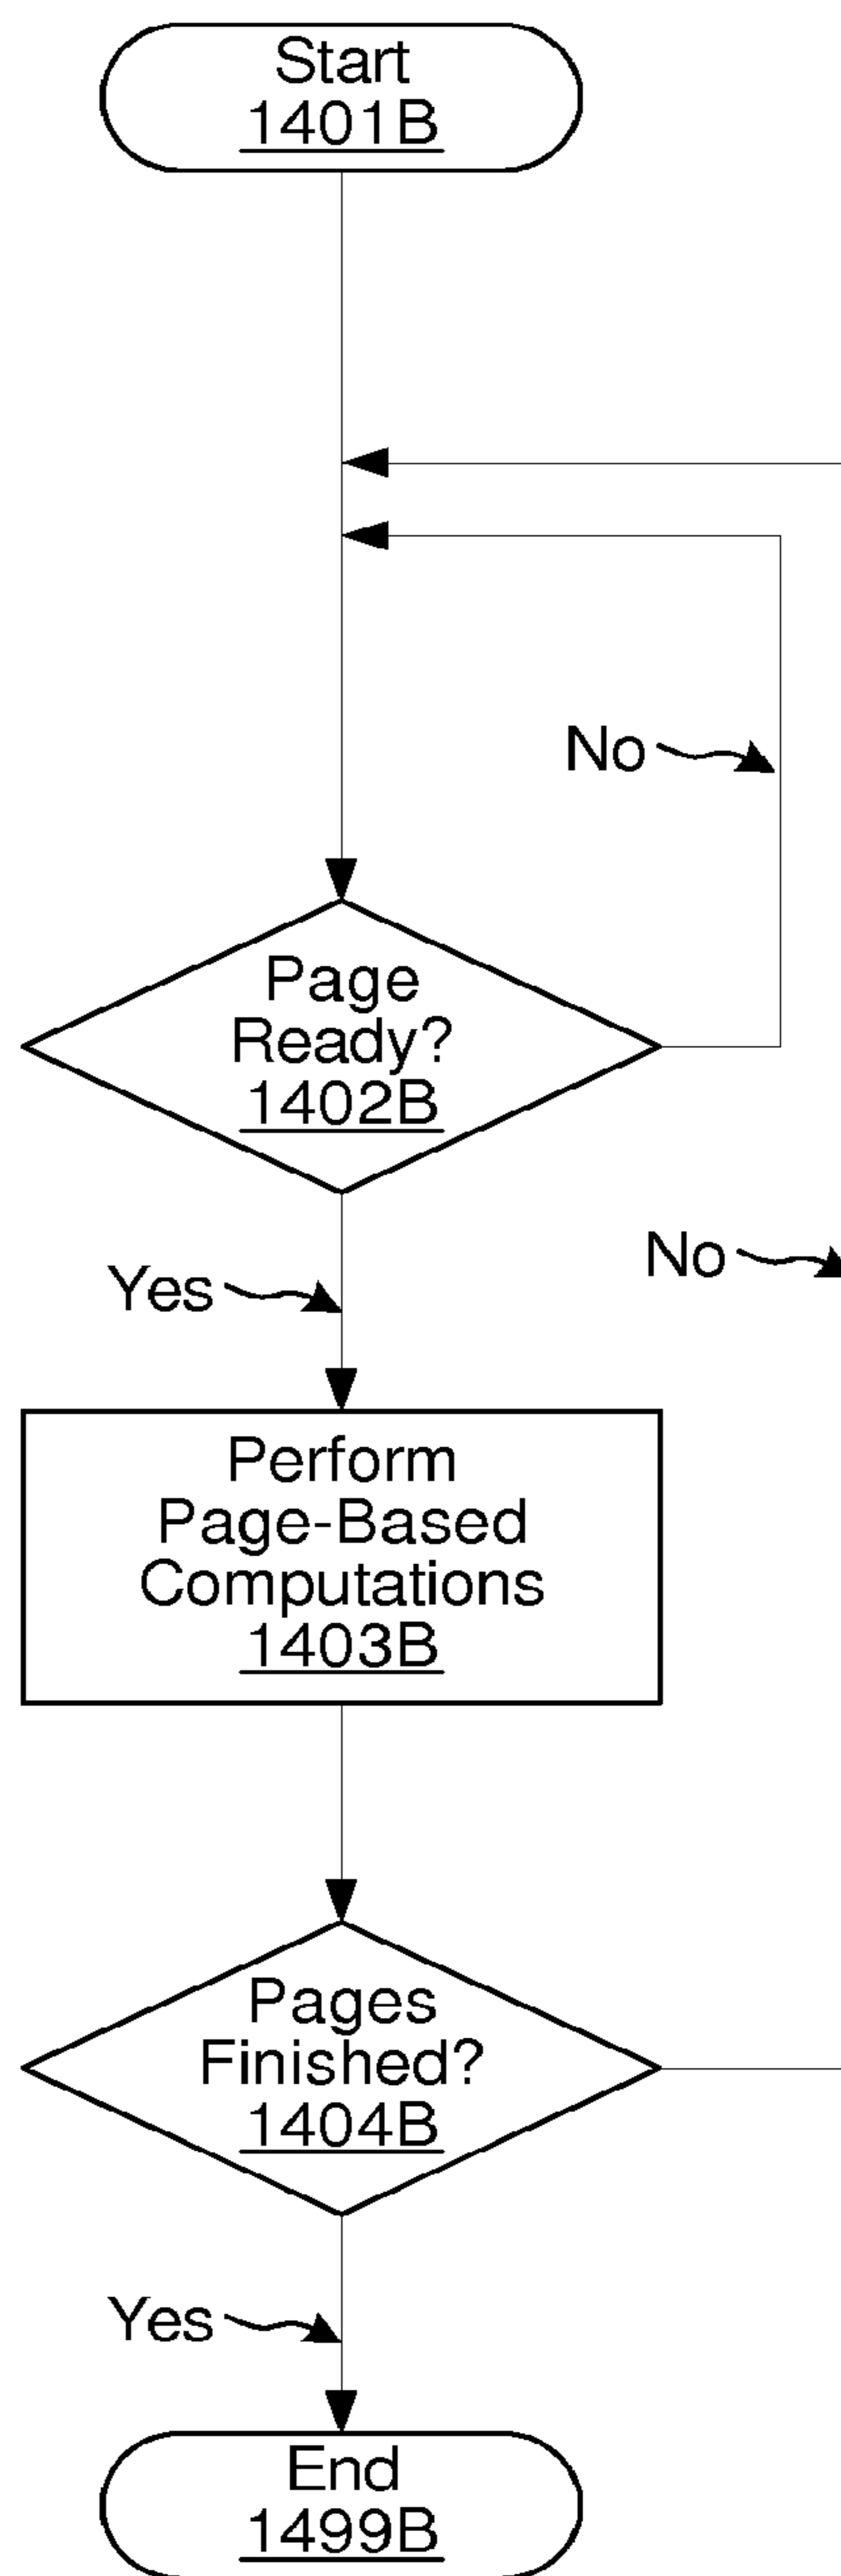 Start
1401B
No
Page
Ready?
1402B
No
Yes
Perform
Page-Based
Computations
1403B
Pages
Finished?
1404B
Yes
End
1499B